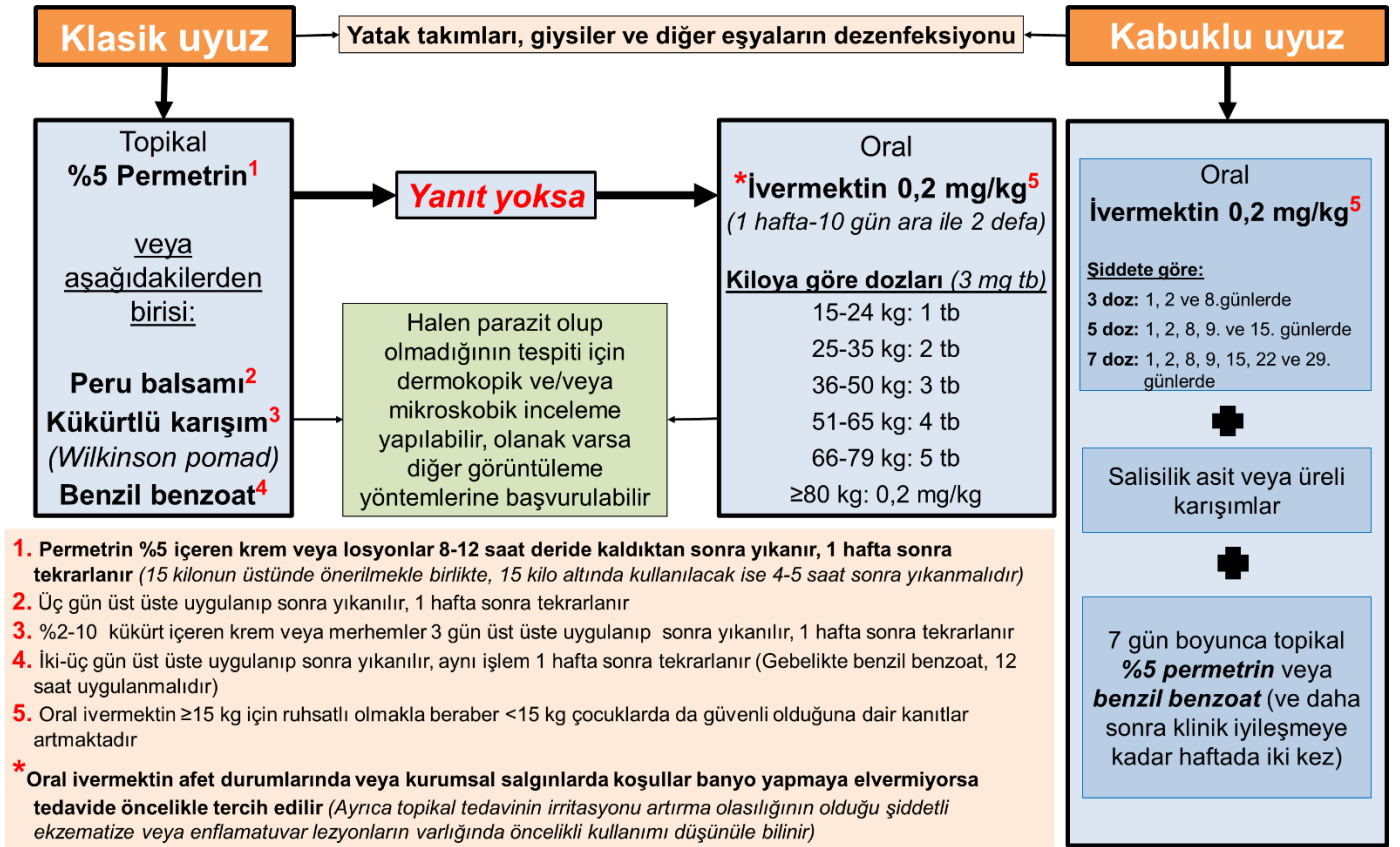 Klasik uyuz
Yatak takımları, giysiler ve diğer eşyaların dezenfeksiyonu
Kabuklu uyuz
Topikal
%5 Permetrin1
veya
aşağıdakilerden
birisi:
Peru balsamı2
Kükürtlü karışım3
(Wilkinson pomad)
Benzil benzoat4
Yanıt yoksa
Halen parazit olup
olmadığının tespiti için
dermokopik ve/veya
mikroskobik inceleme
yapılabilir, olanak varsa
diğer görüntüleme
yöntemlerine başvurulabilir
Oral
*İvermektin 0,2 mg/kg5
(1 hafta-10 gün ara ile 2 defa)
Kiloya göre dozları (3 mg tb)
15-24 kg: 1 tb
25-35 kg: 2 tb
36-50 kg: 3 tb
51-65 kg: 4 tb
66-79 kg: 5 tb
≥80 kg: 0,2 mg/kg
Oral
İvermektin 0,2 mg/kg5
Şiddete göre:
3 doz: 1, 2 ve 8.günlerde
5 doz: 1, 2, 8, 9. ve 15. günlerde
7 doz: 1, 2, 8, 9, 15, 22 ve 29.
günlerde
Salisilik asit veya üreli
karışımlar
7 gün boyunca topikal
%5 permetrin veya
benzil benzoat (ve daha
sonra klinik iyileşmeye
kadar haftada iki kez)
1. Permetrin %5 içeren krem veya losyonlar 8-12 saat deride kaldıktan sonra yıkanır, 1 hafta sonra
tekrarlanır (15 kilonun üstünde önerilmekle birlikte, 15 kilo altında kullanılacak ise 4-5 saat sonra yıkanmalıdır)
2. Üç gün üst üste uygulanıp sonra yıkanılır, 1 hafta sonra tekrarlanır
3. %2-10 kükürt içeren krem veya merhemler 3 gün üst üste uygulanıp sonra yıkanılır, 1 hafta sonra tekrarlanır
4. İki-üç gün üst üste uygulanıp sonra yıkanılır, aynı işlem 1 hafta sonra tekrarlanır (Gebelikte benzil benzoat, 12
saat uygulanmalıdır)
5. Oral ivermektin ≥15 kg için ruhsatlı olmakla beraber <15 kg çocuklarda da güvenli olduğuna dair kanıtlar
artmaktadır
*Oral ivermektin afet durumlarında veya kurumsal salgınlarda koşullar banyo yapmaya elvermiyorsa
tedavide öncelikle tercih edilir (Ayrıca topikal tedavinin irritasyonu artırma olasılığının olduğu şiddetli
ekzematize veya enflamatuvar lezyonların varlığında öncelikli kullanımı düşünüle bilinir)